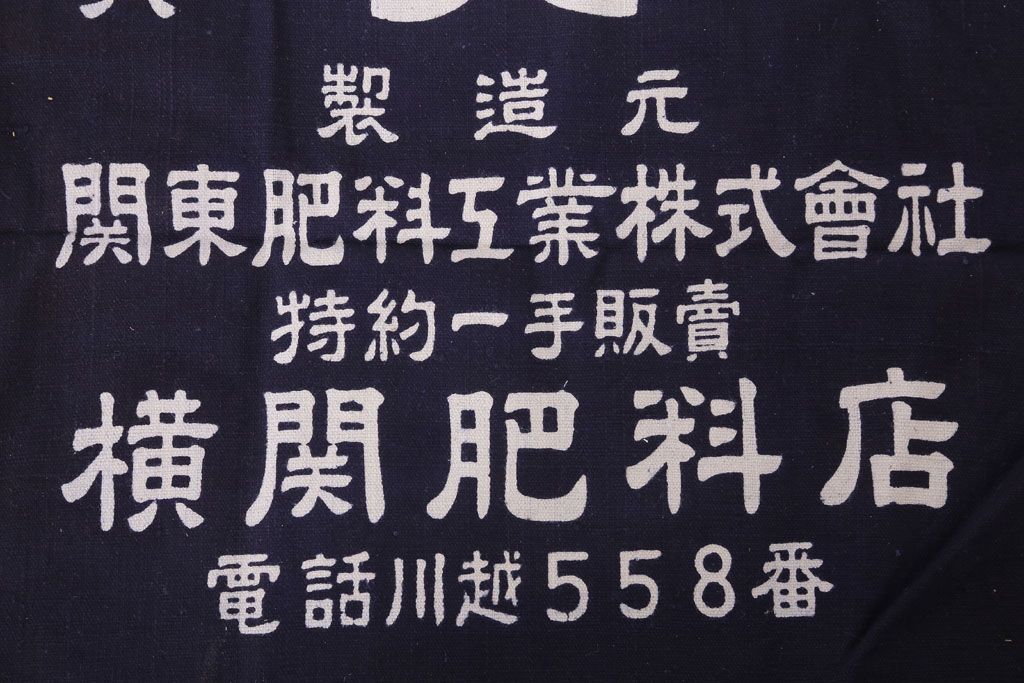 製造元
関東肥料工業株式會社
特約一手販賣
横関肥料店
電話川越558番